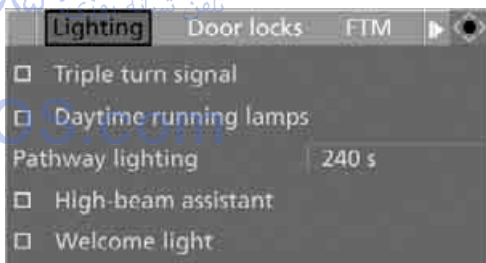 Lighting Door locks FTM
Triple turn signal
Daytime running lamps
Pathway lighting 240 s
High-beam assistant
Welcome light